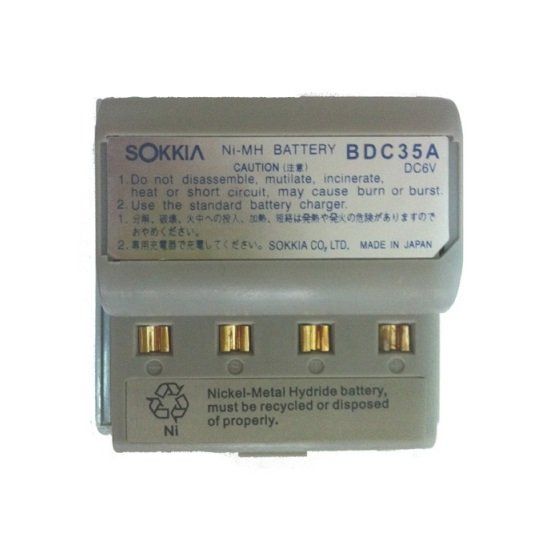 SOKKIA Ni-MH BATTERY BDC35A
CAUTION (注意) DC6V
1. Do not disassemble, mutilate, incinerate,
heat or short circuit, may cause burn or burst.
2. Use the standard battery charger.
1. 分解、破壊、火中への投入、加熱、短絡は発熱や発火の危険がありますので
おやめください。
2. 専用充電器で充電してください。 SOKKIA CO., LTD. MADE IN JAPAN
Nickel-Metal Hydride battery,
must be recycled or disposed
of properly.
Ni